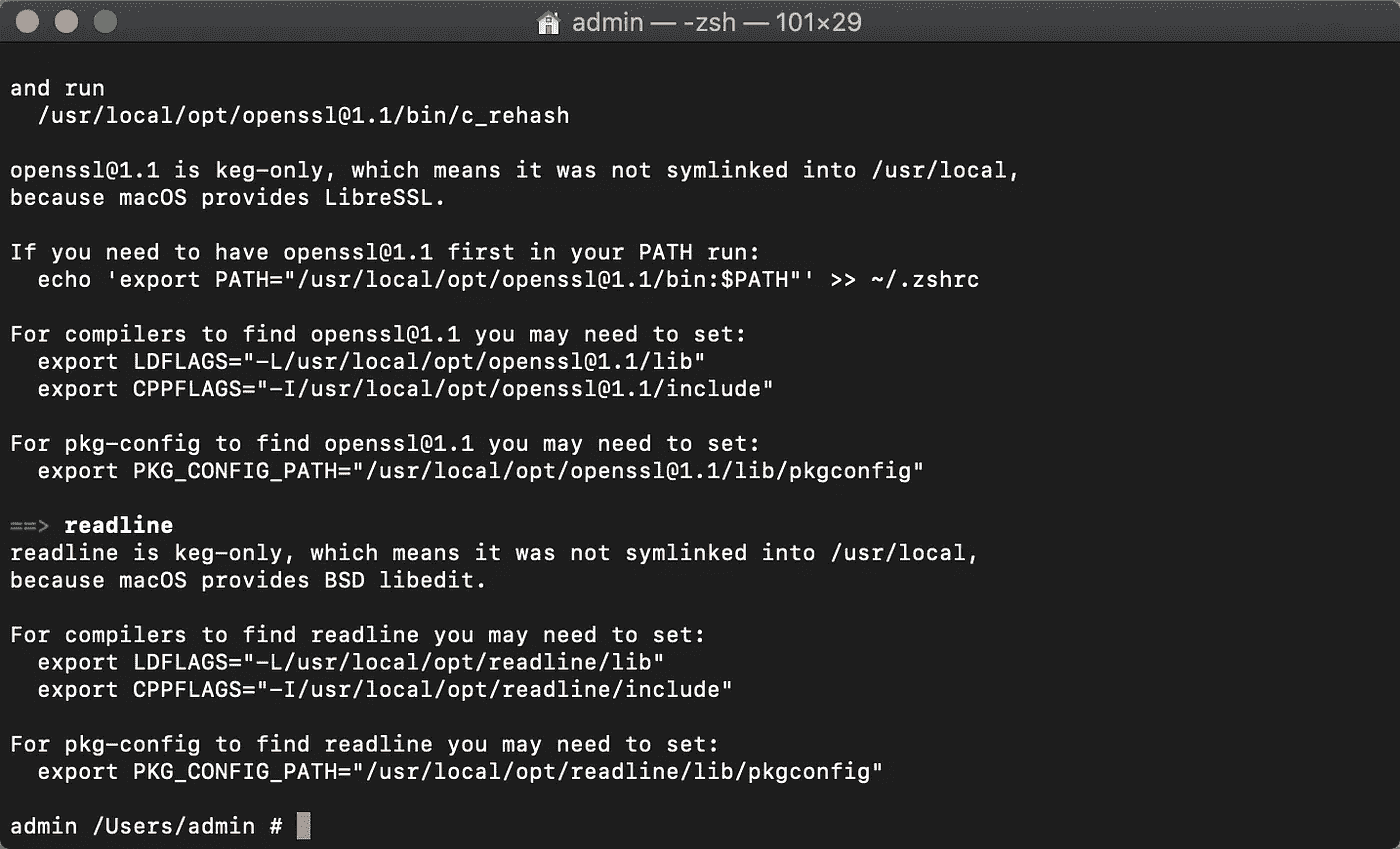 admin — -zsh — 101×29
and run
  /usr/local/opt/openssl@1.1/bin/c_rehash
openssl@1.1 is keg-only, which means it was not symlinked into /usr/local,
because macOS provides LibreSSL.
If you need to have openssl@1.1 first in your PATH run:
  echo 'export PATH="/usr/local/opt/openssl@1.1/bin:$PATH"' >> ~/.zshrc
For compilers to find openssl@1.1 you may need to set:
  export LDFLAGS="-L/usr/local/opt/openssl@1.1/lib"
  export CPPFLAGS="-I/usr/local/opt/openssl@1.1/include"
For pkg-config to find openssl@1.1 you may need to set:
  export PKG_CONFIG_PATH="/usr/local/opt/openssl@1.1/lib/pkgconfig"
==> readline
readline is keg-only, which means it was not symlinked into /usr/local,
because macOS provides BSD libedit.
For compilers to find readline you may need to set:
  export LDFLAGS="-L/usr/local/opt/readline/lib"
  export CPPFLAGS="-I/usr/local/opt/readline/include"
For pkg-config to find readline you may need to set:
  export PKG_CONFIG_PATH="/usr/local/opt/readline/lib/pkgconfig"
admin /Users/admin #